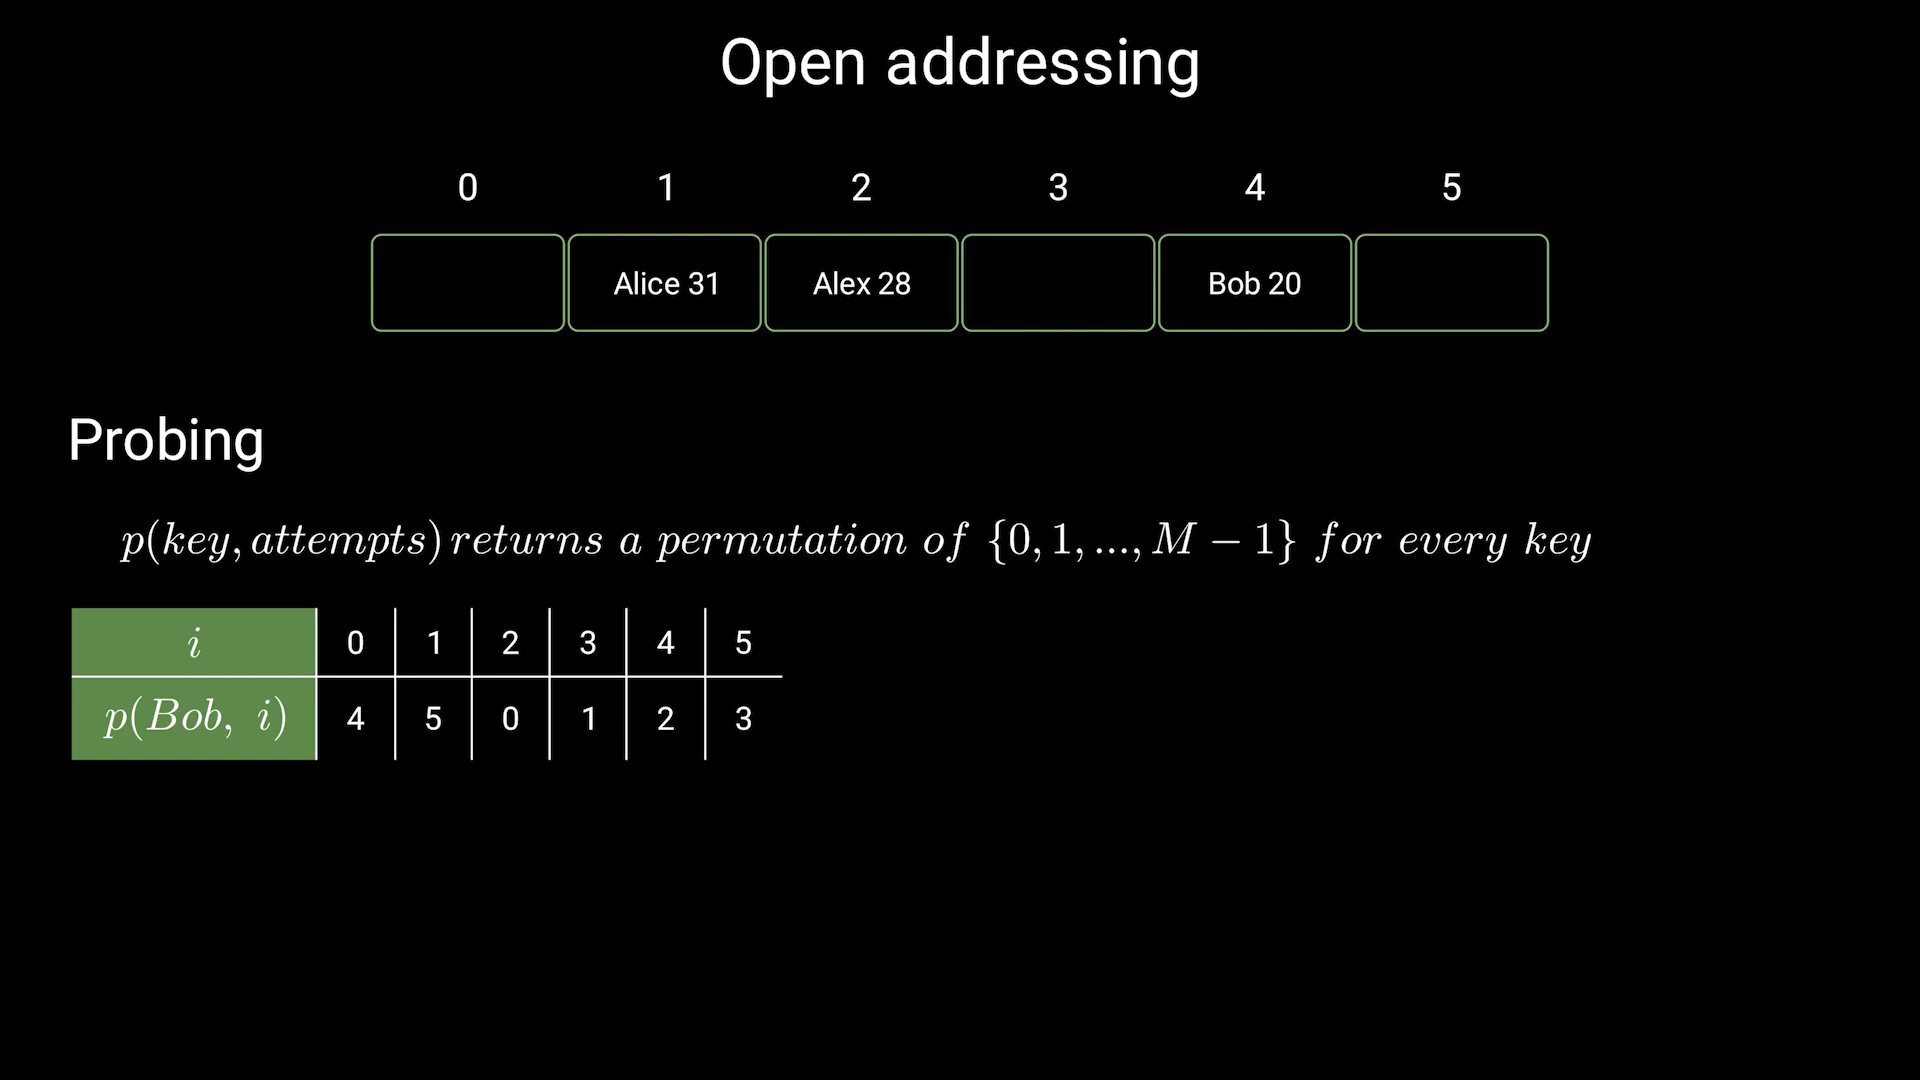 Open addressing
0 1 2 3 4 5
Alice 31 Alex 28 Bob 20
Probing
p(key, attempts) returns a permutation of {0, 1, ..., M − 1} for every key
i 0 1 2 3 4 5
p(Bob, i) 4 5 0 1 2 3